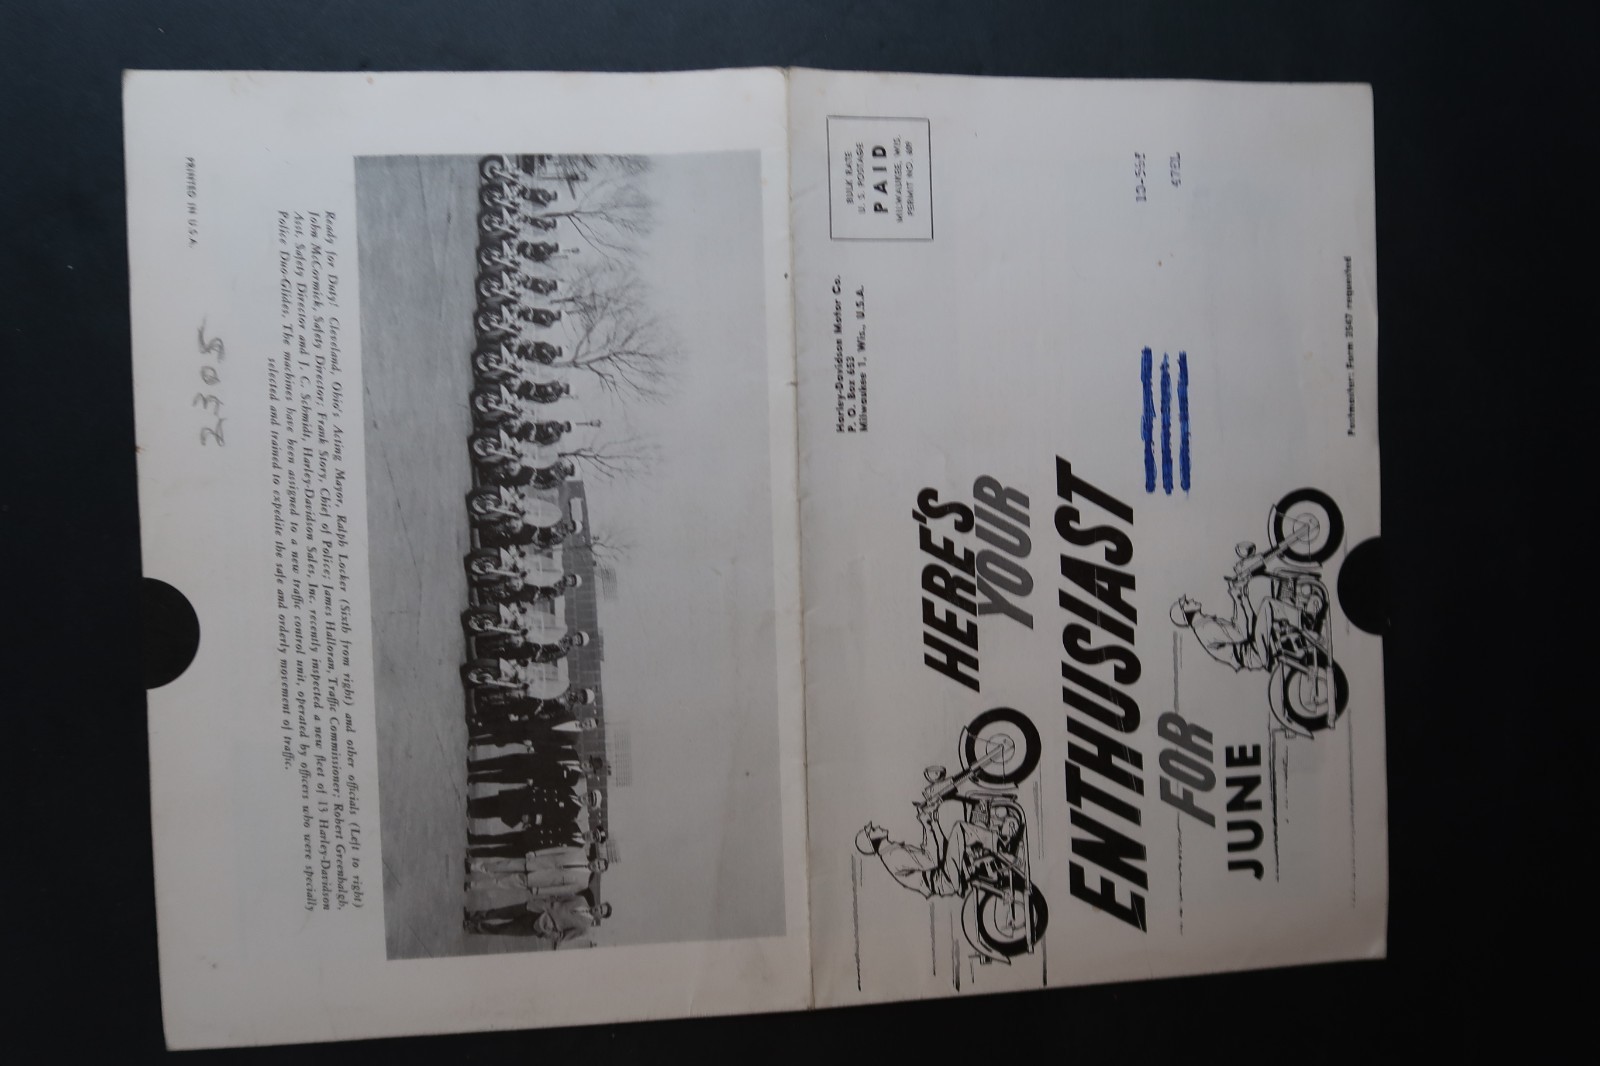 BULK RATE
U. S. POSTAGE
PAID
MILWAUKEE, WIS.
PERMIT NO.
Harley-Davidson Motor Co.
P. O. Box 653
Milwaukee 1, Wis., U.S.A.
Postmaster: Form 3547 requested
HERE'S
YOUR
ENTHUSIAST
FOR
JUNE
Ready for Duty! Cleveland, Ohio's Acting Mayor, Ralph Locher (Sixth from right) and other officials (Left to right)
John McCormick, Safety Director; Frank Story, Chief of Police; James Halloran, Traffic Commissioner; Robert Greenhalgh,
Asst. Safety Director and J. C. Schmidt, Harley-Davidson Sales, Inc. recently inspected a new fleet of 13 Harley-Davidson
Police Duo-Glides. The machines have been assigned to a new traffic control unit, operated by officers who were specially
selected and trained to expedite the safe and orderly movement of traffic.
PRINTED IN U.S.A.
2305